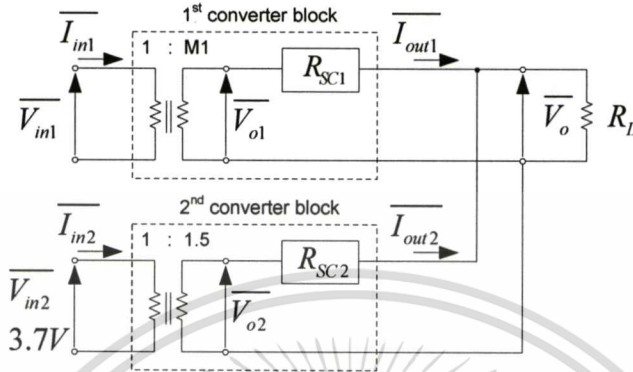 1st converter block
I_in1
1 : M1
R_SC1
I_out1
V_in1
V_o1
V_o
2nd converter block
I_in2
1 : 1.5
R_SC2
I_out2
V_in2
V_o2
3.7V